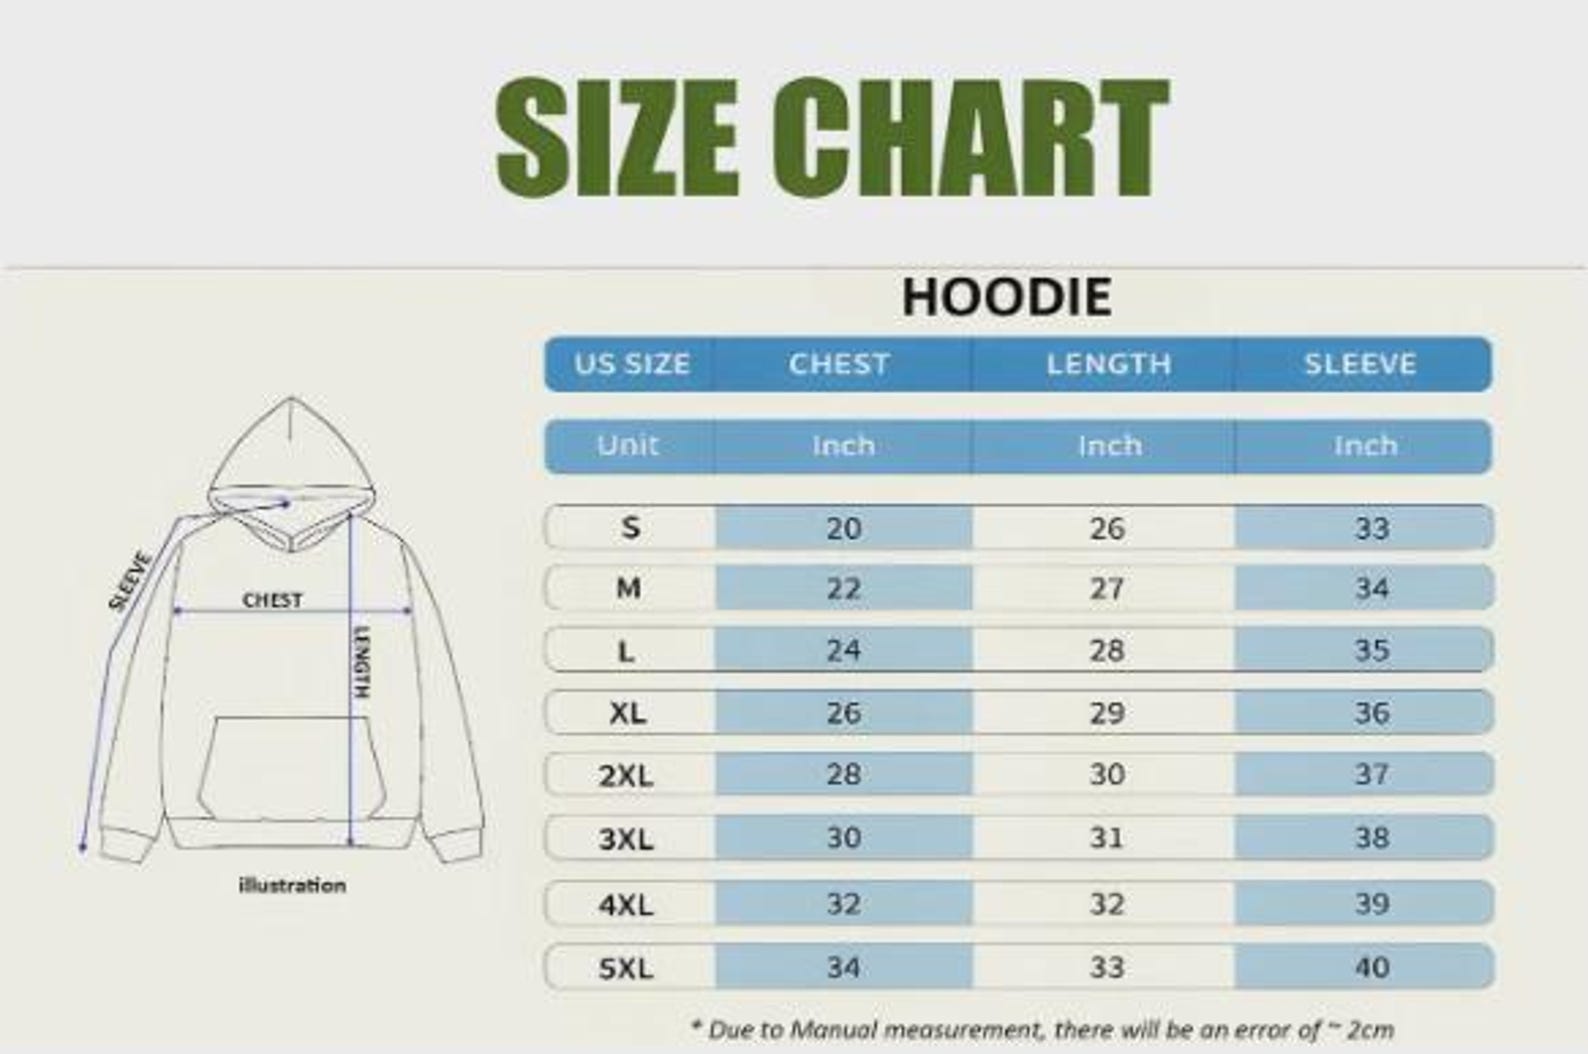 SIZE CHART
HOODIE
US SIZE CHEST LENGTH SLEEVE
Unit Inch Inch Inch
S 20 26 33
M 22 27 34
L 24 28 35
XL 26 29 36
2XL 28 30 37
3XL 30 31 38
4XL 32 32 39
5XL 34 33 40
* Due to Manual measurement, there will be an error of ~ 2cm
SLEEVE
CHEST
LENGTH
illustration